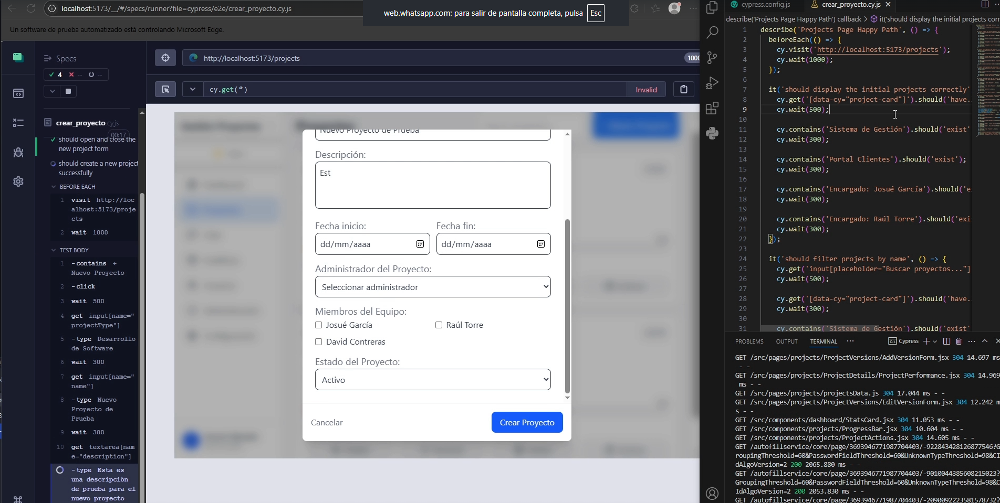 localhost:5173/__/#/specs/runner?file=cypress/e2e/crear_proyecto.cy.js
web.whatsapp.com: para salir de pantalla completa, pulsa Esc
Un software de prueba automatizado está controlando Microsoft Edge.
Specs
4 -- --
crear_proyecto.cy.js
00:17
should open and close the
new project form
should create a new project
successfully
BEFORE EACH
1 visit http://loc
alhost:5173/proje
cts
2 wait 1000
TEST BODY
1 -contains +
Nuevo Proyecto
2 -click
3 wait 500
4 get input[name="
projectType"]
5 -type Desarrollo
de Software
6 wait 300
7 get input[name="
name"]
8 -type Nuevo
Proyecto de
Prueba
9 wait 300
10 get textarea[nam
e="description"]
-type Esta es
una descripción
de prueba para el
nuevo proyecto
http://localhost:5173/projects
1000
cy.get('')
Invalid
Nuevo Proyecto de Prueba
Descripción:
Est
Fecha inicio:
Fecha fin:
dd/mm/aaaa
dd/mm/aaaa
Administrador del Proyecto:
Seleccionar administrador
Miembros del Equipo:
Josué García
Raúl Torre
David Contreras
Estado del Proyecto:
Activo
Cancelar
Crear Proyecto
cypress.config.js
crear_proyecto.cy.js
describe('Projects Page Happy Path') callback > it('should display the initial projects corr
1 describe('Projects Page Happy Path', () => {
2 beforeEach(() => {
3 cy.visit('http://localhost:5173/projects');
4 cy.wait(1000);
5 });
6
7 it('should display the initial projects correctly'
8 cy.get('[data-cy="project-card"]').should('have.
9 cy.wait(500);
10
11 cy.contains('Sistema de Gestión').should('exist'
12 cy.wait(300);
13
14 cy.contains('Portal Clientes').should('exist');
15 cy.wait(300);
16
17 cy.contains('Encargado: Josué García').should('e
18 cy.wait(300);
19
20 cy.contains('Encargado: Raúl Torre').should('exi
21 cy.wait(300);
22 });
23
24 it('should filter projects by name', () => {
25 cy.get('input[placeholder="Buscar proyectos..."]
26 cy.wait(500);
27
28 cy.get('[data-cy="project-card"]').should('have.
29 cy.wait(300);
30
31 cy.contains('Sistema de Gestión').should('exist'
PROBLEMS OUTPUT TERMINAL ··· Cypress
GET /src/pages/projects/ProjectVersions/AddVersionForm.jsx 304 14.697 ms
- -
GET /src/pages/projects/ProjectDetails/ProjectPerformance.jsx 304 14.969
ms - -
GET /src/pages/projects/projectsData.js 304 17.044 ms - -
GET /src/pages/projects/ProjectVersions/EditVersionForm.jsx 304 12.242 m
s - -
GET /src/components/dashboard/StatsCard.jsx 304 11.053 ms - -
GET /src/components/projects/ProgressBar.jsx 304 10.604 ms - -
GET /src/components/projects/ProjectActions.jsx 304 14.605 ms - -
GET /autofillservice/core/page/3693946771987704403/-922843428126877546?G
roupingThreshold=60&PasswordFieldThreshold=60&UnknownTypeThreshold=98&CI
dAlgoVersion=2 200 2065.880 ms - -
GET /autofillservice/core/page/3693946771987704403/-9010044385608215023?
GroupingThreshold=60&PasswordFieldThreshold=60&UnknownTypeThreshold=98&C
IdAlgoVersion=2 200 2053.830 ms - -
GET /autofillservice/core/page/3693946771987704403/-2090092223581578732?